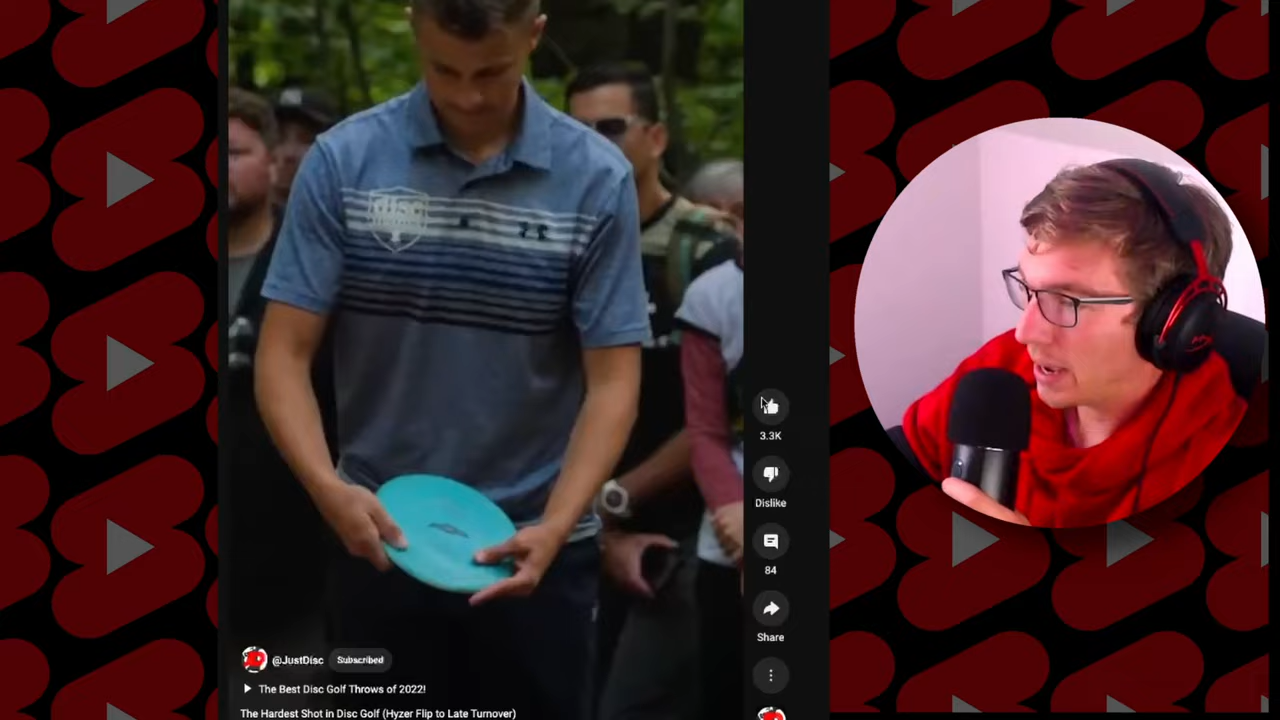 DISC
3.3K
Dislike
84
Share
@JustDisc Subscribed
The Best Disc Golf Throws of 2022!
The Hardest Shot in Disc Golf (Hyzer Flip to Late Turnover)